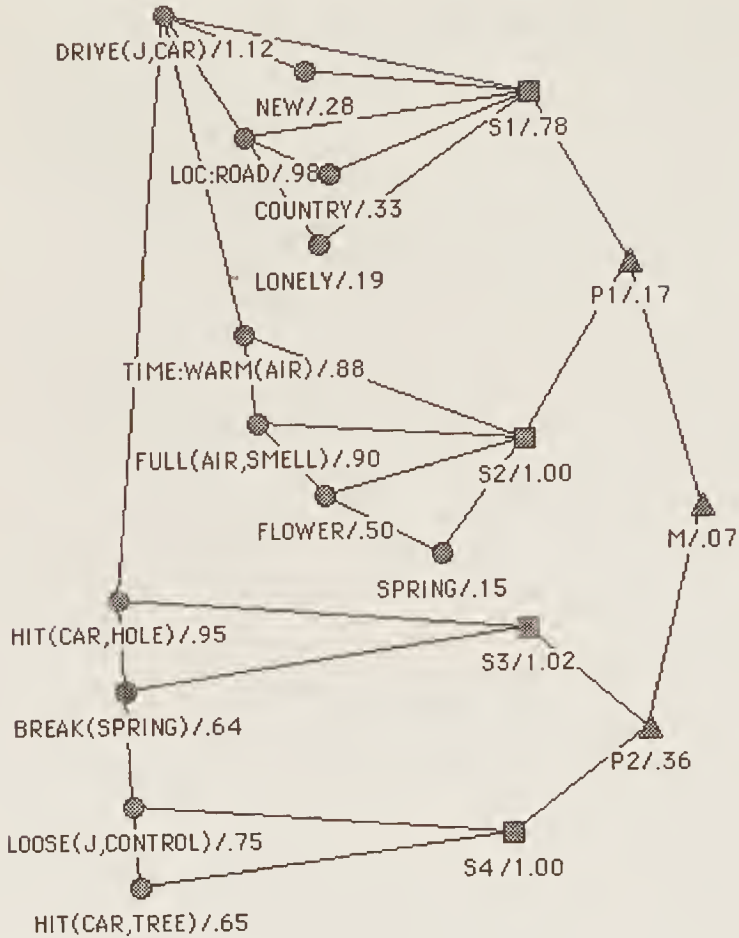 DRIVE(J,CAR)/1.12
NEW/.28
S1/.78
LOC:ROAD/.98
COUNTRY/.33
LONELY/.19
P1/.17
TIME:WARM(AIR)/.88
FULL(AIR,SMELL)/.90
S2/1.00
FLOWER/.50
M/.07
SPRING/.15
HIT(CAR,HOLE)/.95
S3/1.02
BREAK(SPRING)/.64
P2/.36
LOOSE(J,CONTROL)/.75
S4/1.00
HIT(CAR,TREE)/.65